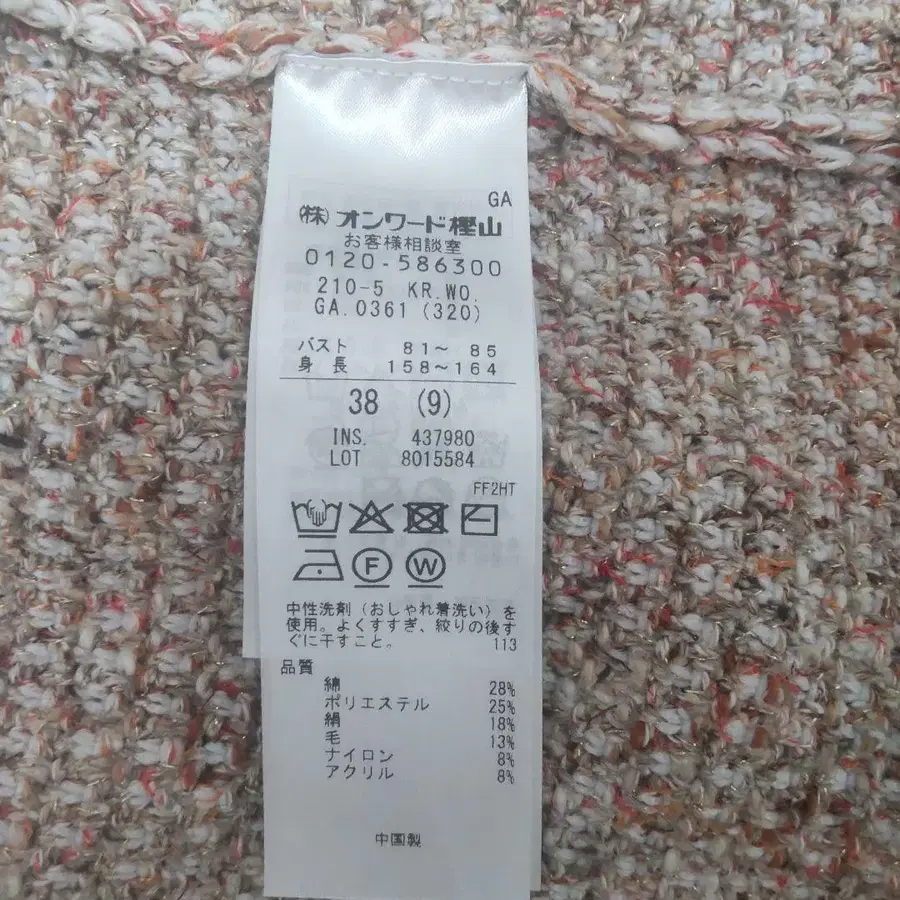 GA
(株)オンワード樫山
お客様相談室
0120-586300
210-5 KR.WO.
GA.0361 (320)
バスト 81～ 85
身長 158～164
38 (9)
INS. 437980
LOT 8015584
FF2HT
F W
中性洗剤（おしゃれ着洗い）を
使用。よくすすぎ、絞りの後す
ぐに干すこと。 113
品質
綿 28%
ポリエステル 25%
絹 18%
毛 13%
ナイロン 8%
アクリル 8%
中国製